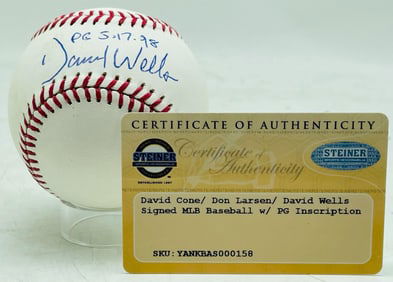 PG 5-17-98
David Wells
CERTIFICATE OF AUTHENTICITY
STEINER
Certificate of
Authenticity
STEINER
David Cone/ Don Larsen/ David Wells
Signed MLB Baseball w/ PG Inscription
SKU: YANKBAS000158